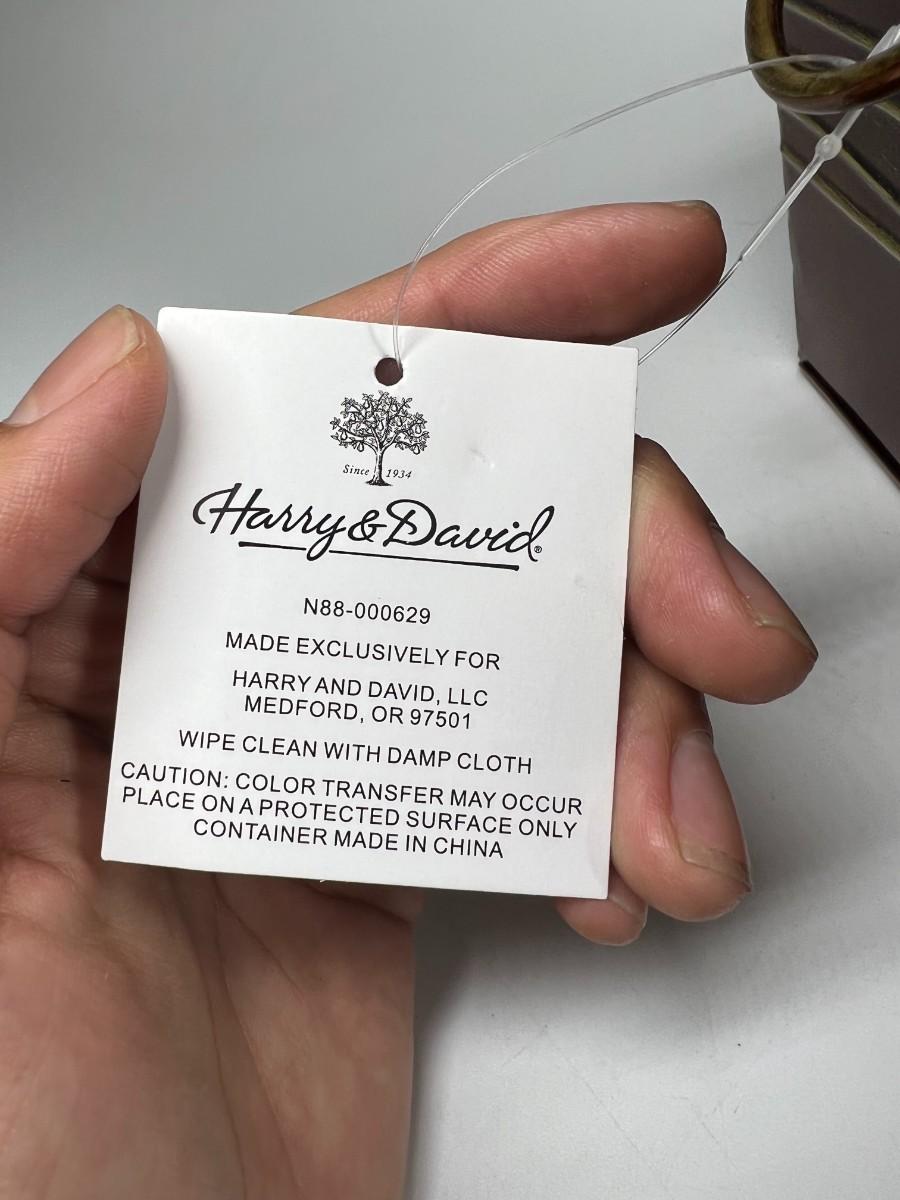 Since 1934
Harry & David®
N88-000629
MADE EXCLUSIVELY FOR
HARRY AND DAVID, LLC
MEDFORD, OR 97501
WIPE CLEAN WITH DAMP CLOTH
CAUTION: COLOR TRANSFER MAY OCCUR
PLACE ON A PROTECTED SURFACE ONLY
CONTAINER MADE IN CHINA